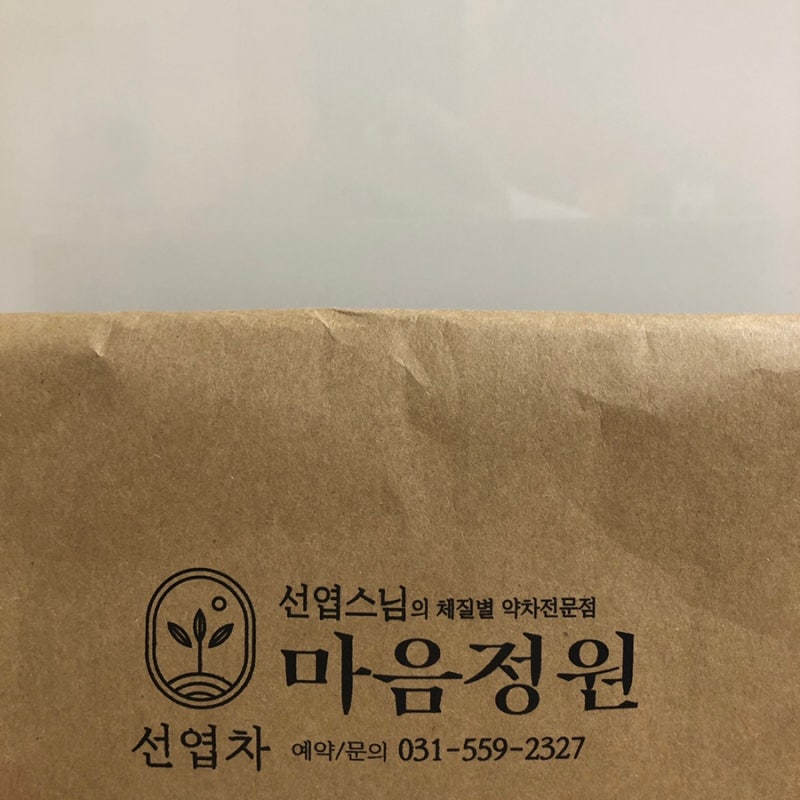 선엽스님의 체질별 약차전문점
마음정원
선엽차 예약/문의 031-559-2327